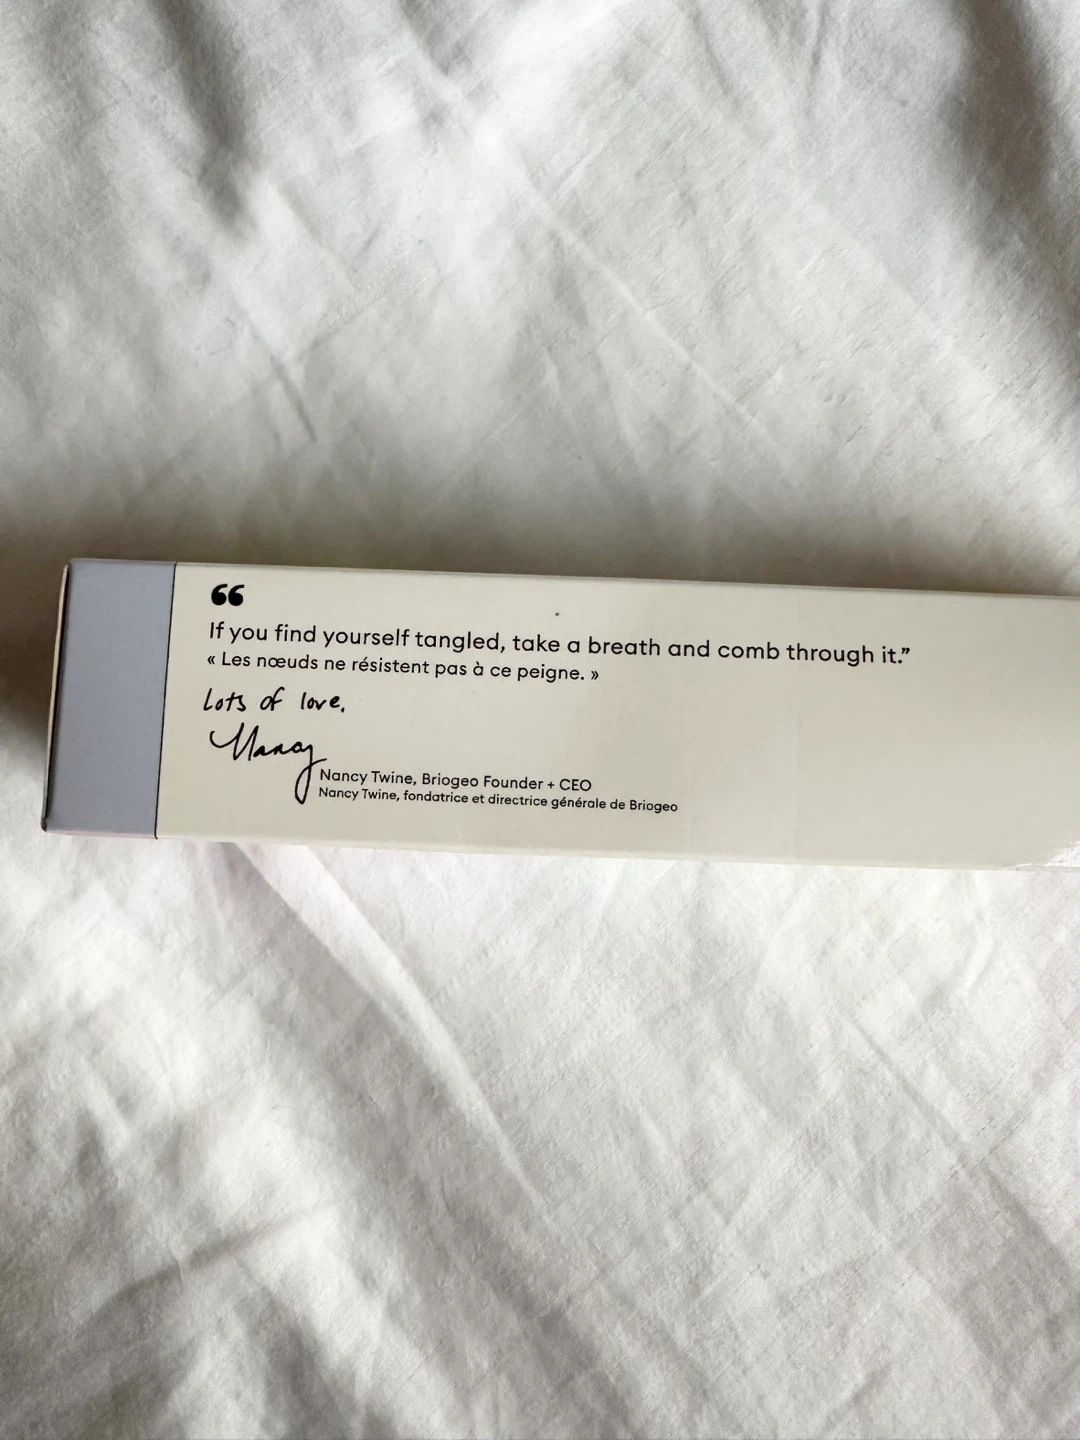 “
If you find yourself tangled, take a breath and comb through it.”
« Les nœuds ne résistent pas à ce peigne. »
Lots of love,
Nancy
Nancy Twine, Briogeo Founder + CEO
Nancy Twine, fondatrice et directrice générale de Briogeo